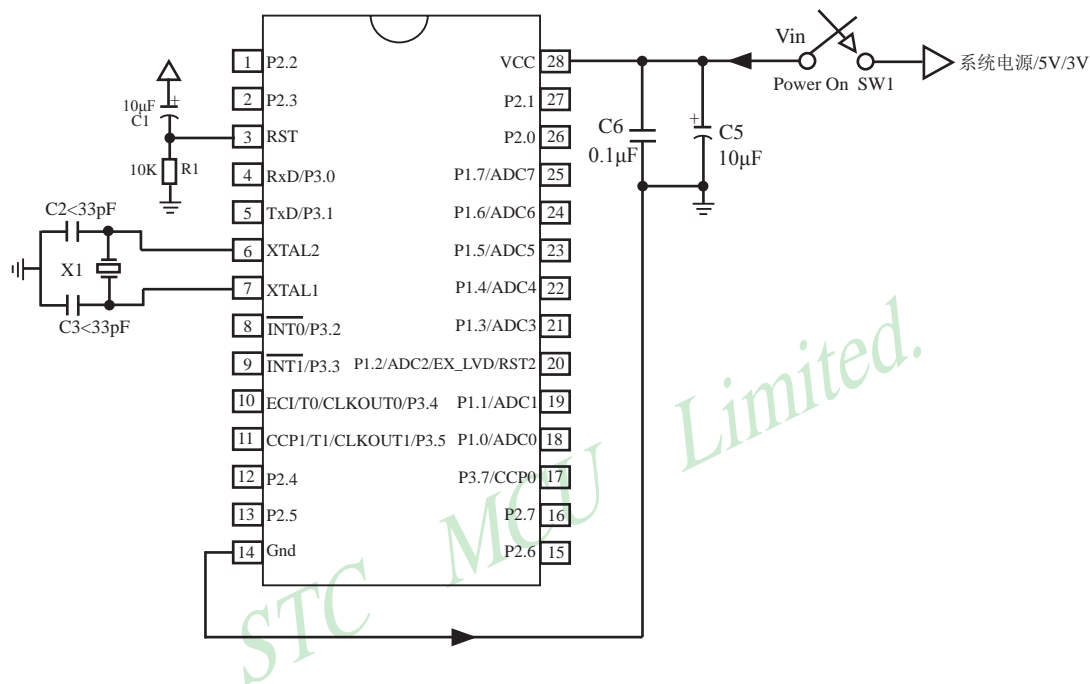 1 P2.2
2 P2.3
3 RST
4 RxD/P3.0
5 TxD/P3.1
6 XTAL2
7 XTAL1
8 INT0/P3.2
9 INT1/P3.3
10 ECI/T0/CLKOUT0/P3.4
11 CCP1/T1/CLKOUT1/P3.5
12 P2.4
13 P2.5
14 Gnd
VCC 28
P2.1 27
P2.0 26
P1.7/ADC7 25
P1.6/ADC6 24
P1.5/ADC5 23
P1.4/ADC4 22
P1.3/ADC3 21
P1.2/ADC2/EX_LVD/RST2 20
P1.1/ADC1 19
P1.0/ADC0 18
P3.7/CCP0 17
P2.7 16
P2.6 15
10μF +
C1
10K R1
C2<33pF
X1
C3<33pF
Vin
Power On SW1
系统电源/5V/3V
C6
0.1μF
+ C5
10μF
STC MCU Limited.